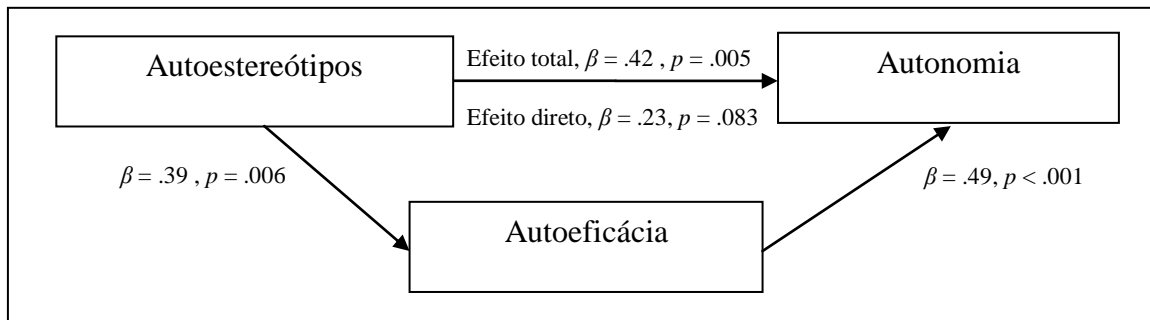 Autoestereótipos
Efeito total, β = .42 , p = .005
Autonomia
Efeito direto, β = .23, p = .083
β = .39 , p = .006
β = .49, p < .001
Autoeficácia